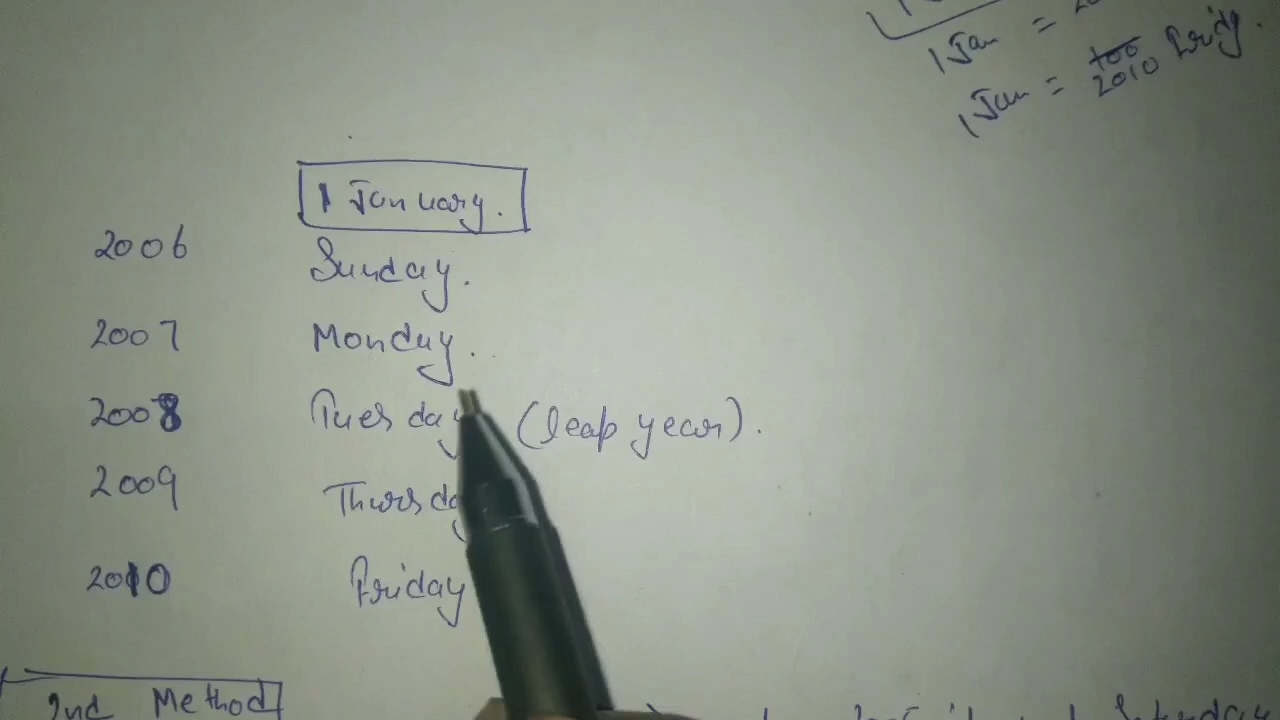 1 Jan =
1 Jan = 2010 Friday.
1 January.
2006 Sunday.
2007 Monday.
2008 Tuesday (leap year).
2009 Thursda
2010 Friday
2nd Method